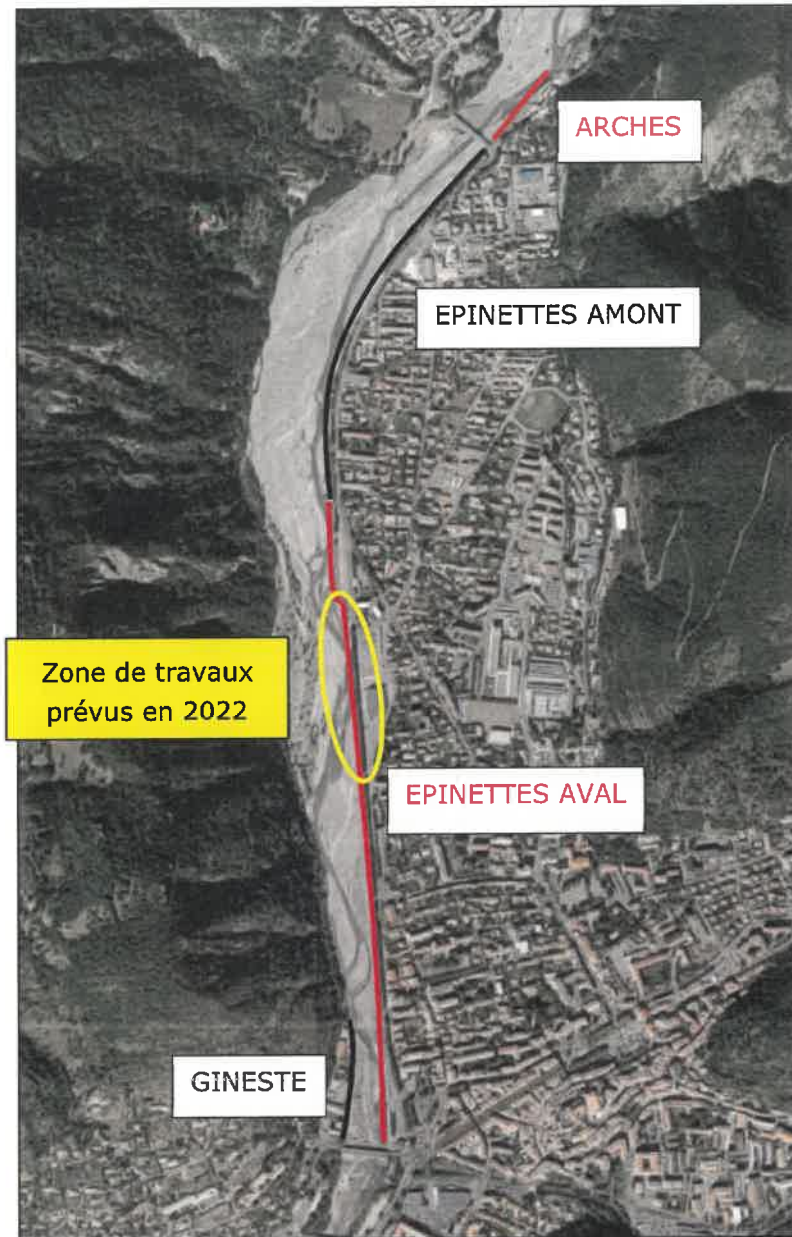 ARCHES
EPINETTES AMONT
Zone de travaux
prévus en 2022
EPINETTES AVAL
GINESTE